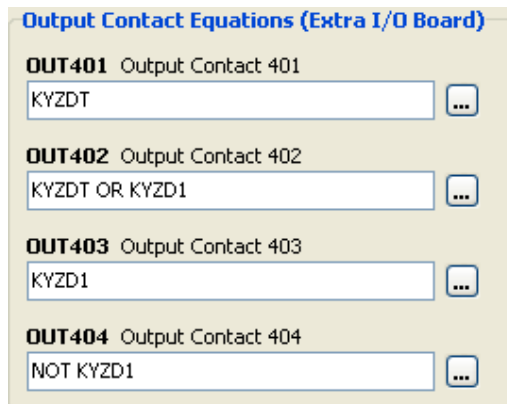 Output Contact Equations (Extra I/O Board)
OUT401 Output Contact 401
KYZDT
...
OUT402 Output Contact 402
KYZDT OR KYZD1
...
OUT403 Output Contact 403
KYZD1
...
OUT404 Output Contact 404
NOT KYZD1
...